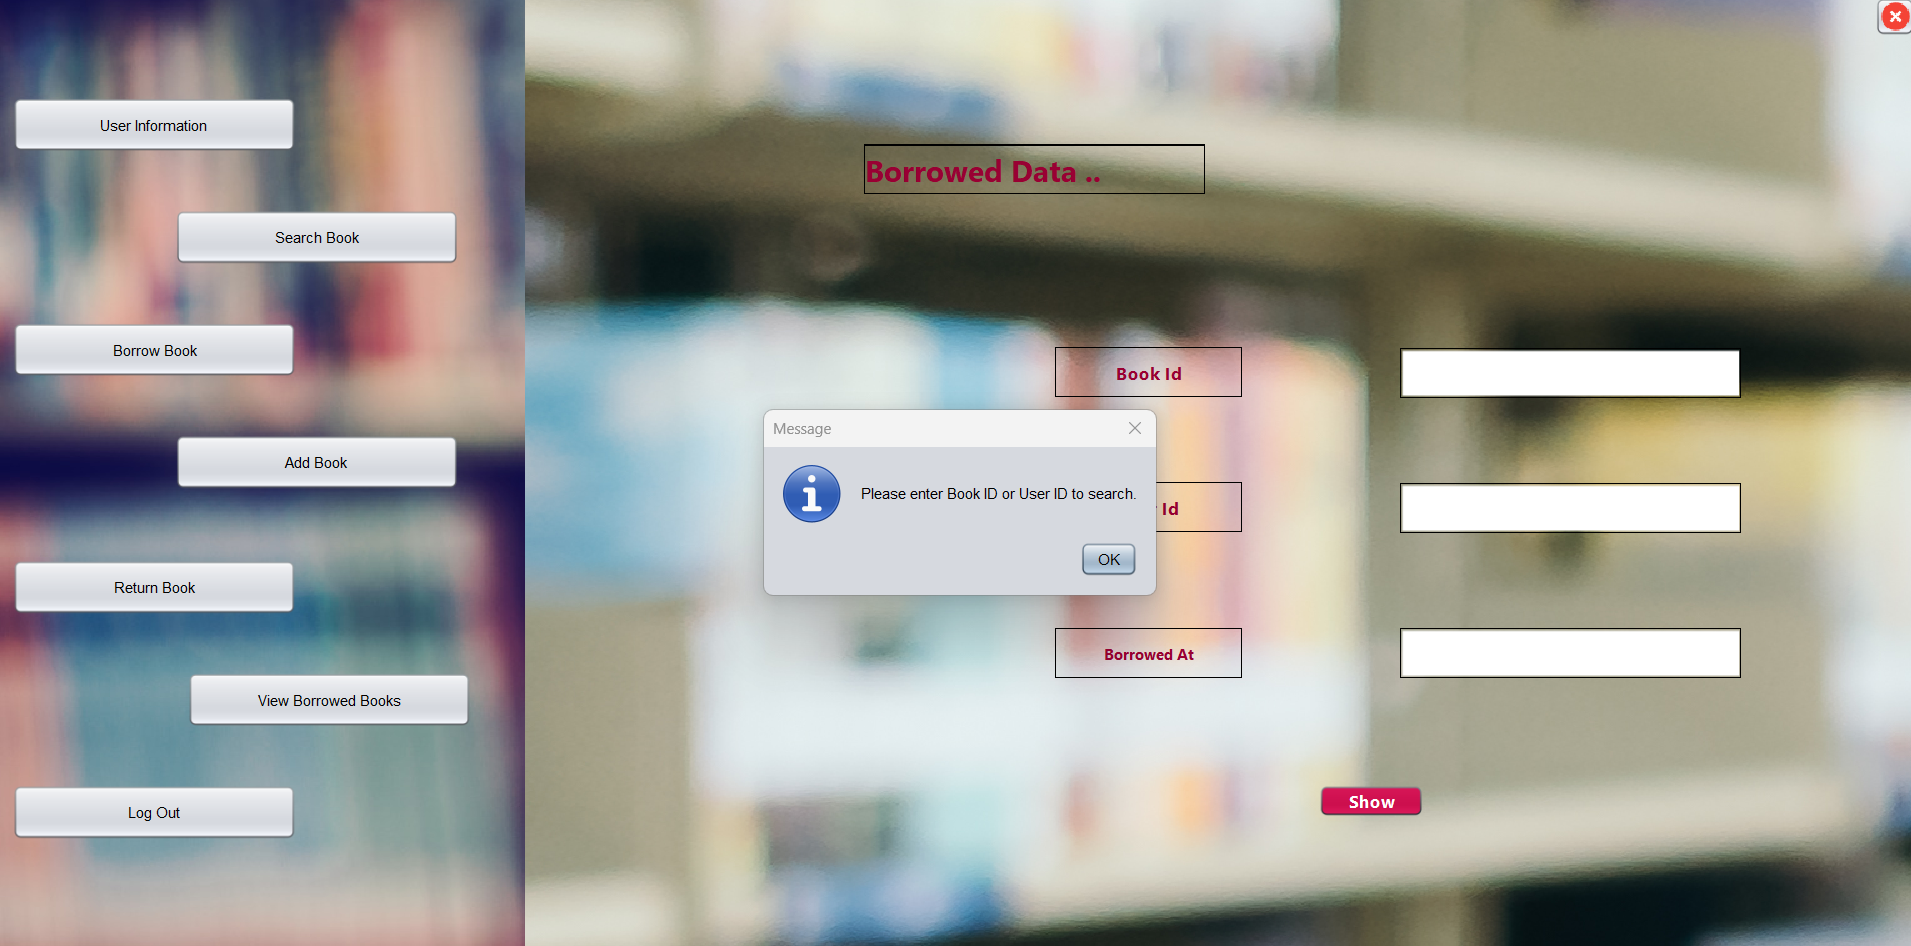 User Information
Search Book
Borrow Book
Add Book
Return Book
View Borrowed Books
Log Out
Borrowed Data ..
Book Id
Message
Please enter Book ID or User ID to search.
Id
OK
Borrowed At
Show